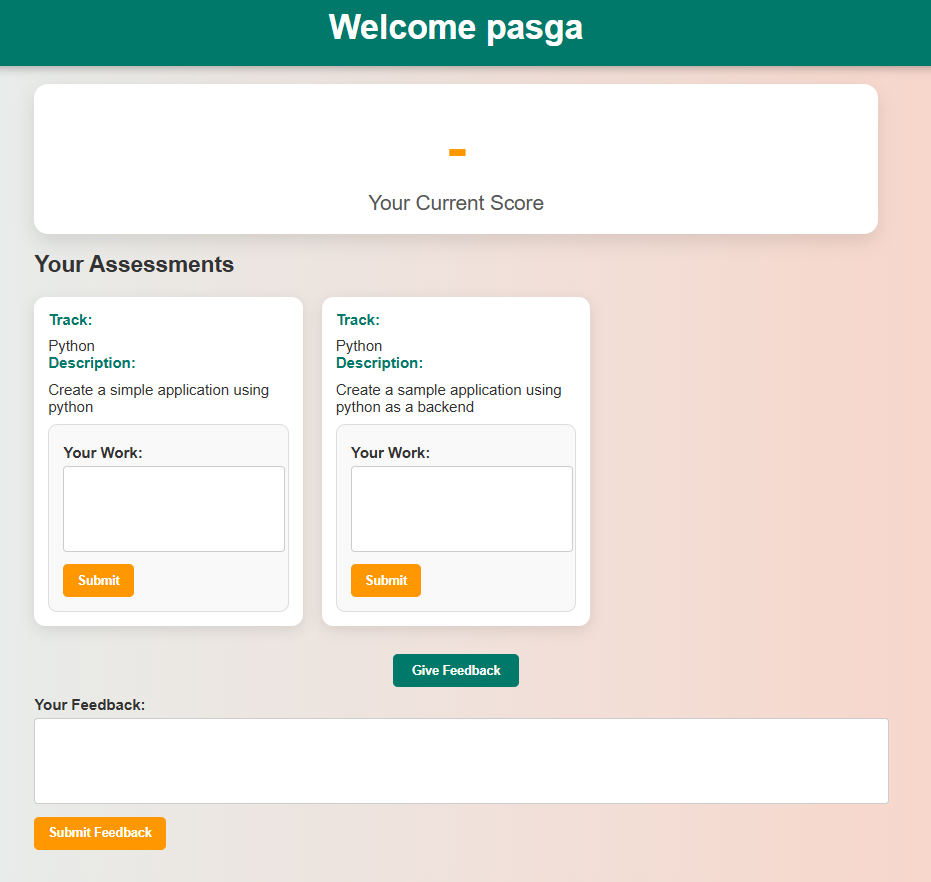 Welcome pasga
-
Your Current Score
Your Assessments
Track:
Python
Description:
Create a simple application using
python
Your Work:
Submit
Track:
Python
Description:
Create a sample application using
python as a backend
Your Work:
Submit
Give Feedback
Your Feedback:
Submit Feedback